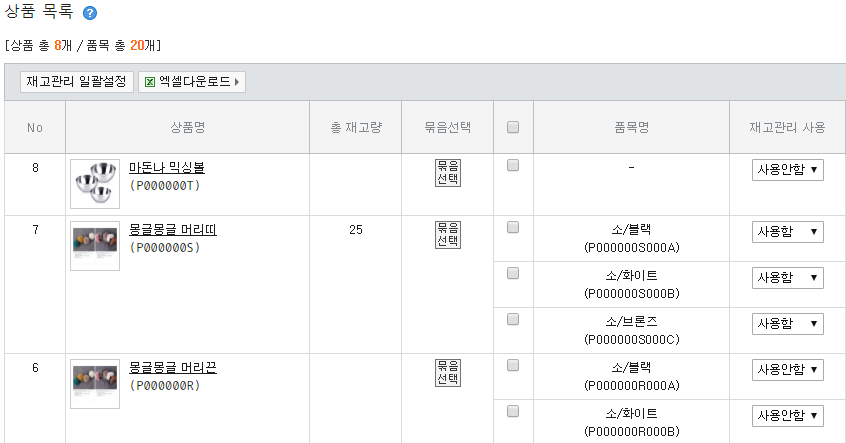 상품 목록 ?
[상품 총 8개 / 품목 총 20개]
재고관리 일괄설정 엑셀다운로드
No 상품명 총 재고량 묶음선택 품목명 재고관리 사용
8 마돈나 믹싱볼 묶음 - 사용안함
(P000000T) 선택
7 몽글몽글 머리띠 25 묶음 소/블랙 사용함
(P000000S) 선택 (P000000S000A)
소/화이트 사용함
(P000000S000B)
소/브론즈 사용함
(P000000S000C)
6 몽글몽글 머리끈 묶음 소/블랙 사용안함
(P000000R) 선택 (P000000R000A)
소/화이트 사용안함
(P000000R000B)